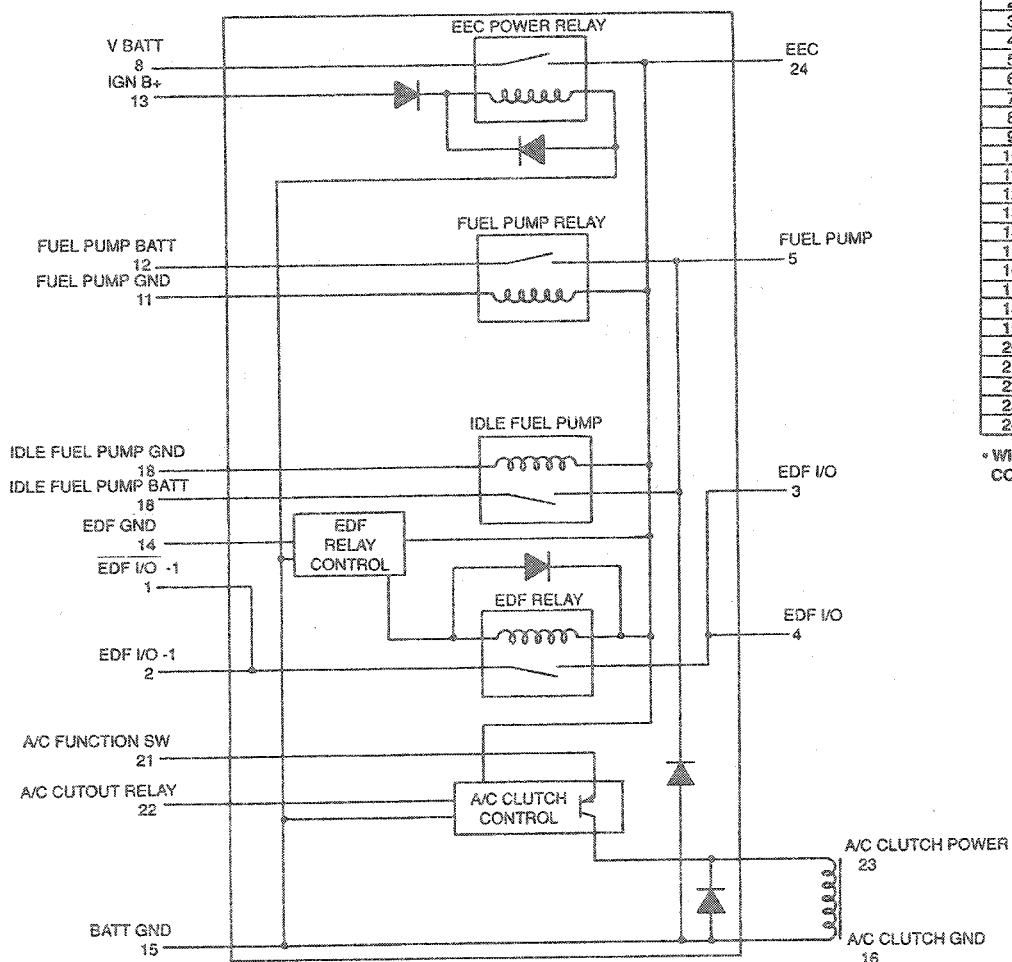 EEC POWER RELAY
V BATT
8
IGN B+
13
EEC
24
FUEL PUMP RELAY
FUEL PUMP BATT
12
FUEL PUMP GND
11
FUEL PUMP
5
IDLE FUEL PUMP
IDLE FUEL PUMP GND
18
IDLE FUEL PUMP BATT
18
EDF I/O
3
EDF GND
14
EDF
RELAY
CONTROL
EDF I/O -1
1
EDF RELAY
EDF I/O
4
EDF I/O -1
2
A/C FUNCTION SW
21
A/C CUTOUT RELAY
22
A/C CLUTCH
CONTROL
A/C CLUTCH POWER
23
BATT GND
15
A/C CLUTCH GND
16